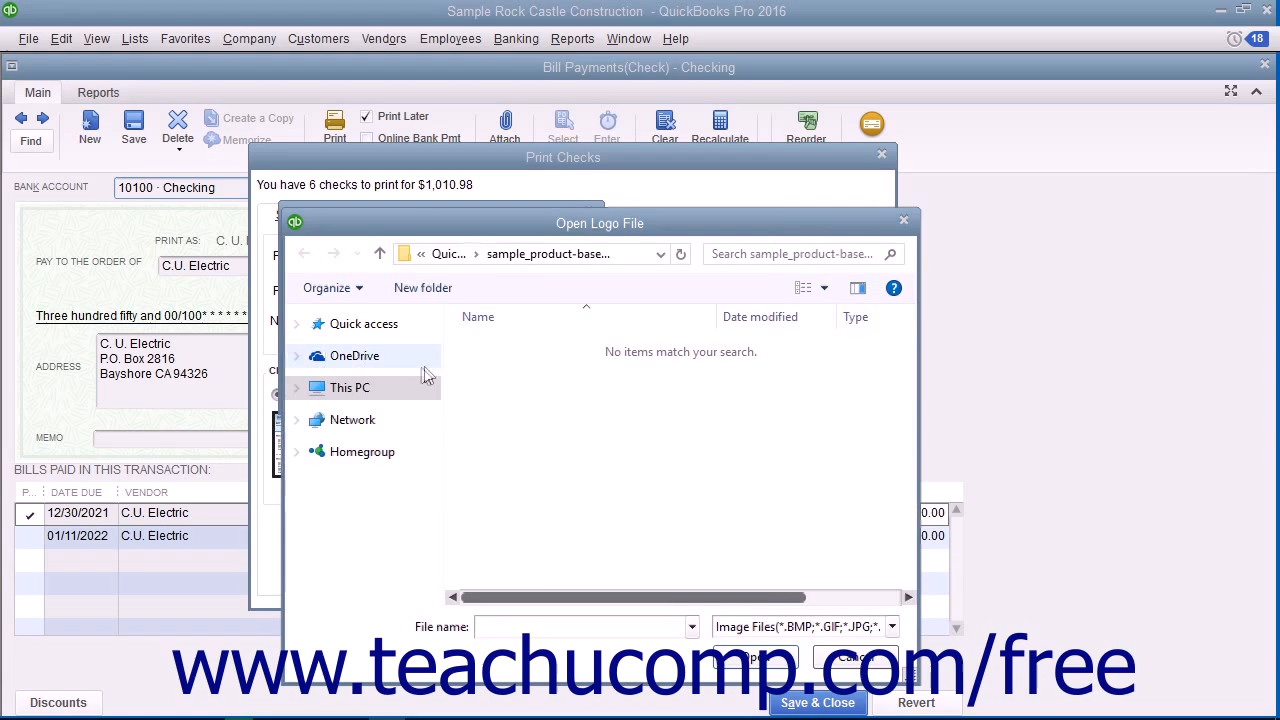 Sample Rock Castle Construction - QuickBooks Pro 2016
File Edit View Lists Favorites Company Customers Vendors Employees Banking Reports Window Help
18
Bill Payments(Check) - Checking
Main Reports
Find
New
Save
Delete
Create a Copy
Memorize
Print
Print Later
Online Bank Pmt
Attach
Select
Enter
Clear
Recalculate
Reorder
Print Checks
You have 6 checks to print for $1,010.98
BANK ACCOUNT 10100 · Checking
PRINT AS: C. U.
PAY TO THE ORDER OF C.U. Electric
Three hundred fifty and 00/100* * * * * *
ADDRESS
C. U. Electric
P.O. Box 2816
Bayshore CA 94326
MEMO
BILLS PAID IN THIS TRANSACTION:
P... DATE DUE VENDOR
12/30/2021 C.U. Electric 0.00
01/11/2022 C.U. Electric 0.00
Open Logo File
« Quic... › sample_product-base...
Search sample_product-base...
Organize New folder
Name Date modified Type
Quick access
OneDrive
This PC
Network
Homegroup
No items match your search.
File name:
Image Files(*.BMP;*.GIF;*.JPG;*.
Open Cancel
www.teachucomp.com/free
Discounts
Save & Close
Revert